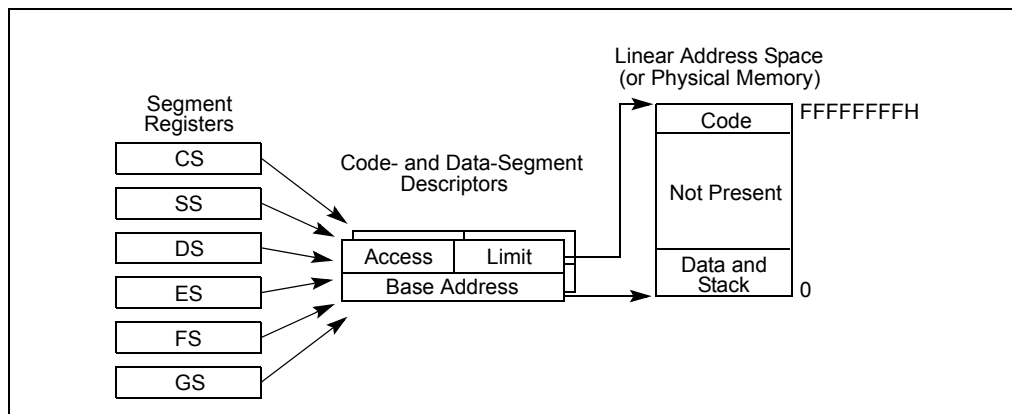 Segment
Registers
CS
SS
DS
ES
FS
GS
Code- and Data-Segment
Descriptors
Access
Limit
Base Address
Linear Address Space
(or Physical Memory)
FFFFFFFFH
Code
Not Present
Data and
Stack
0